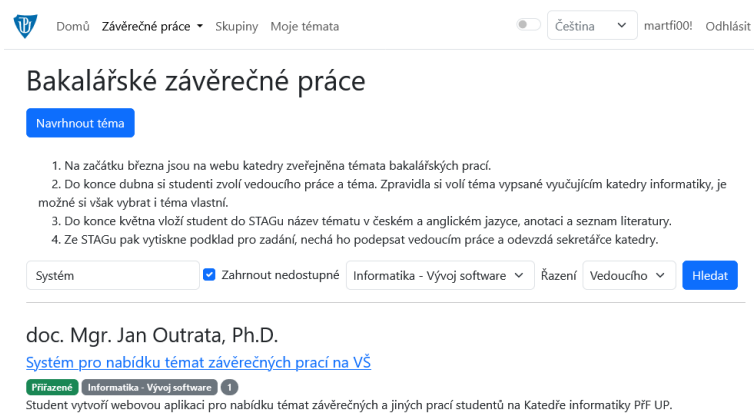 Domů Závěrečné práce Skupiny Moje témata Čeština martfi00! Odhlásit
Bakalářské závěrečné práce
Navrhnout téma
1. Na začátku března jsou na webu katedry zveřejněna témata bakalářských prací.
2. Do konce dubna si studenti zvolí vedoucího práce a téma. Zpravidla si volí téma vypsané vyučujícím katedry informatiky, je
možné si však vybrat i téma vlastní.
3. Do konce května vloží student do STAGu název tématu v českém a anglickém jazyce, anotaci a seznam literatury.
4. Ze STAGu pak vytiskne podklad pro zadání, nechá ho podepsat vedoucím práce a odevzdá sekretářce katedry.
Systém Zahrnout nedostupné Informatika - Vývoj software Řazení Vedoucího Hledat
doc. Mgr. Jan Outrata, Ph.D.
Systém pro nabídku témat závěrečných prací na VŠ
Přiřazené Informatika - Vývoj software 1
Student vytvoří webovou aplikaci pro nabídku témat závěrečných a jiných prací studentů na Katedře informatiky PřF UP.